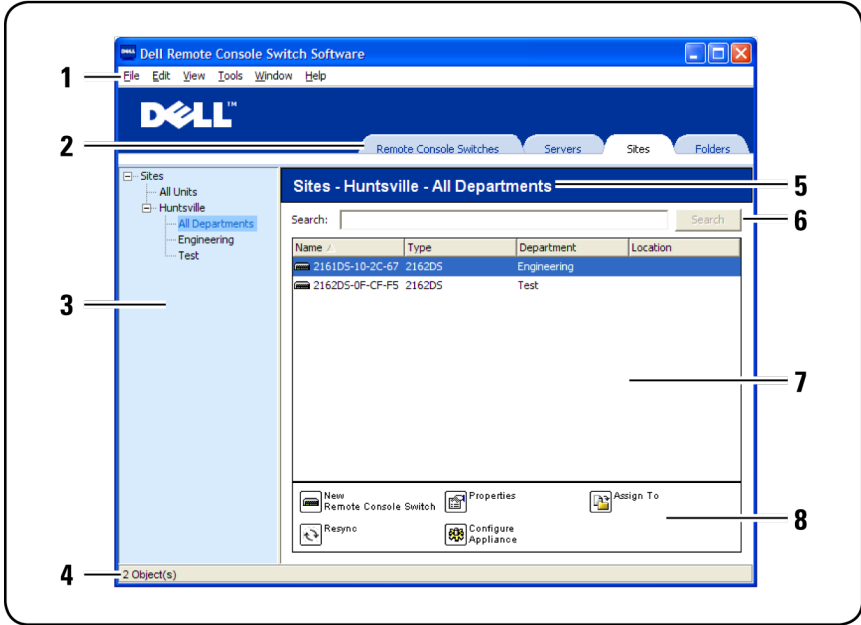 DELL Dell Remote Console Switch Software
1 File Edit View Tools Window Help
DELL™
2 Remote Console Switches Servers Sites Folders
Sites
All Units
Huntsville
All Departments
Engineering
Test
3
Sites - Huntsville - All Departments 5
Search: Search 6
Name Type Department Location
2161DS-10-2C-67 2162DS Engineering
2162DS-0F-CF-F5 2162DS Test
7
New Remote Console Switch
Properties
Assign To
Resync
Configure Appliance
8
4 2 Object(s)